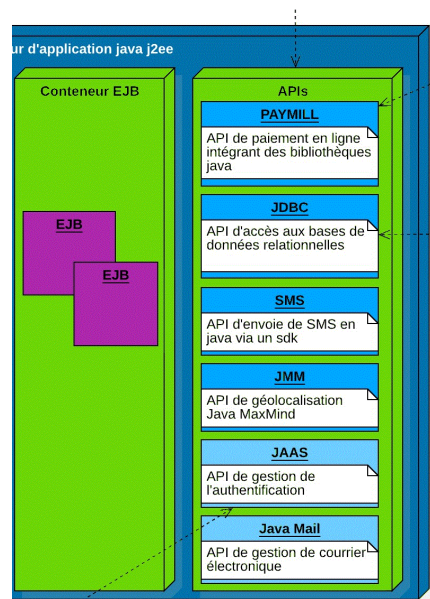 ur d'application java j2ee
Conteneur EJB
EJB
EJB
APIs
PAYMILL
API de paiement en ligne
intégrant des bibliothèques
java
JDBC
API d'accès aux bases de
données relationnelles
SMS
API d'envoie de SMS en
java via un sdk
JMM
API de géolocalisation
Java MaxMind
JAAS
API de gestion de
l'authentification
Java Mail
API de gestion de courrier
électronique